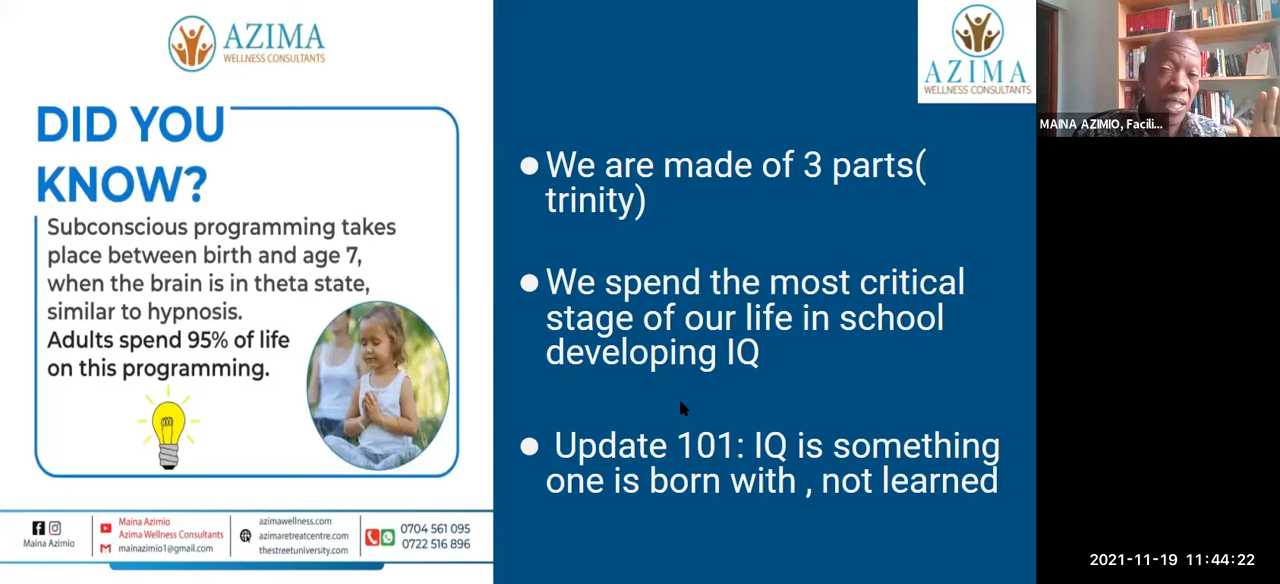 AZIMA
WELLNESS CONSULTANTS
DID YOU
KNOW?
Subconscious programming takes
place between birth and age 7,
when the brain is in theta state,
similar to hypnosis.
Adults spend 95% of life
on this programming.
Maina Azimio
Maina Azimio
Azima Wellness Consultants
mainazimio1@gmail.com
azimawellness.com
azimaretreatcentre.com
thestreetuniversity.com
0704 561 095
0722 516 896
AZIMA
WELLNESS CONSULTANTS
We are made of 3 parts(
trinity)
We spend the most critical
stage of our life in school
developing IQ
Update 101: IQ is something
one is born with , not learned
MAINA AZIMIO, Facili...
2021-11-19 11:44:22